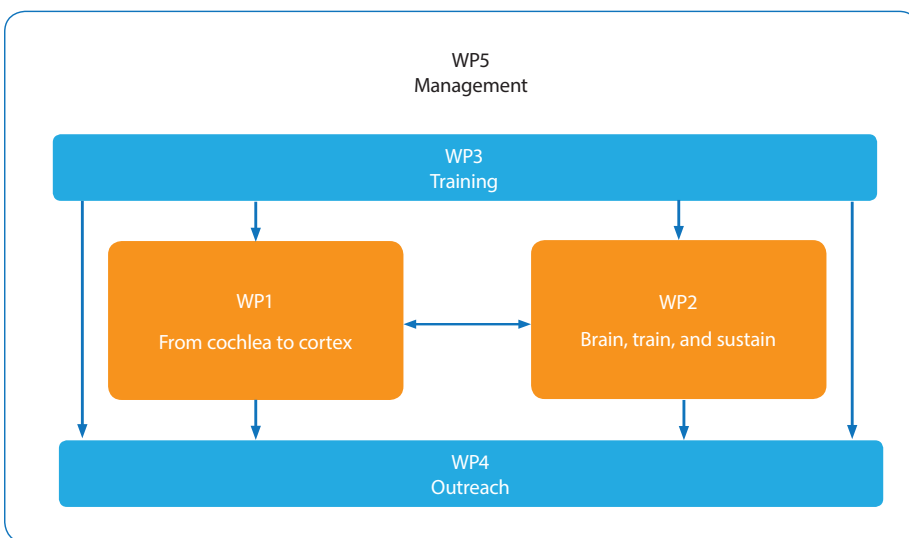 WP5
Management
WP3
Training
WP1
From cochlea to cortex
WP2
Brain, train, and sustain
WP4
Outreach